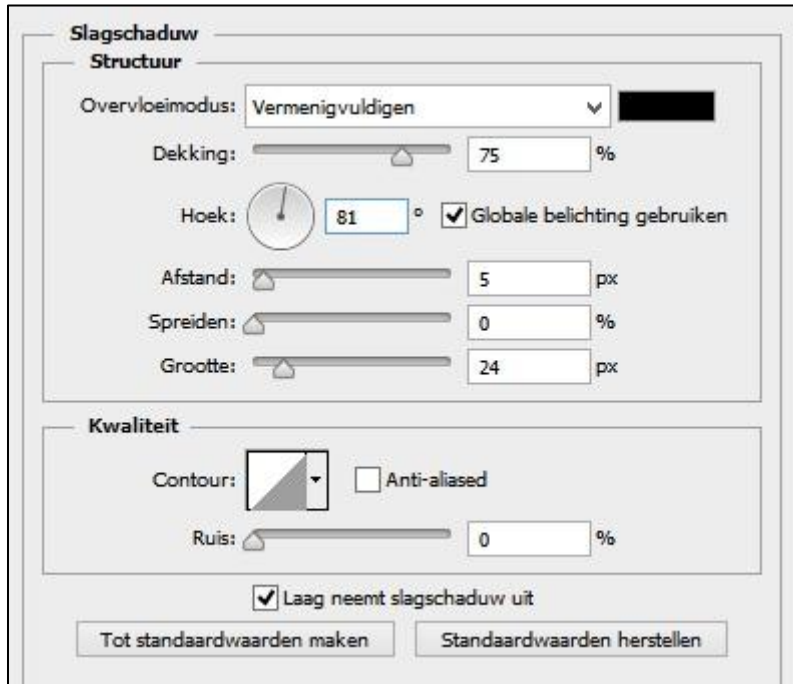 Slagschaduw
Structuur
Overvloeimodus: Vermenigvuldigen
Dekking: 75 %
Hoek: 81 ° Globale belichting gebruiken
Afstand: 5 px
Spreiden: 0 %
Grootte: 24 px
Kwaliteit
Contour: Anti-aliased
Ruis: 0 %
Laag neemt slagschaduw uit
Tot standaardwaarden maken Standaardwaarden herstellen